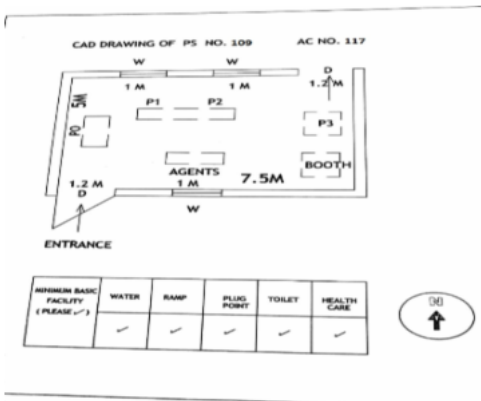 CAD DRAWING OF PS NO. 109 AC NO. 117
W W D
1 M 1 M 1.2 M
5M
P1 P2
P3
PO
AGENTS
BOOTH
1.2 M
D
1 M
7.5M
W
ENTRANCE
MINIMUM BASIC FACILITY (PLEASE ✓) WATER RAMP PLUG POINT TOILET HEALTH CARE
✓ ✓ ✓ ✓ ✓
N